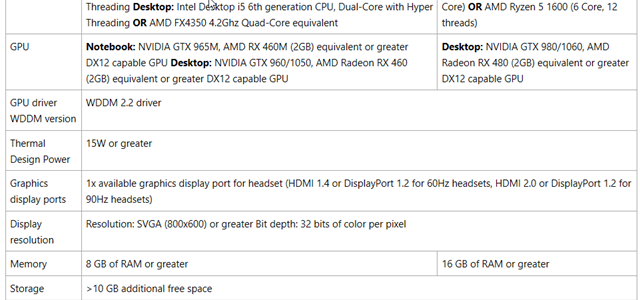 Threading Desktop: Intel Desktop i5 6th generation CPU, Dual-Core with Hyper
Threading OR AMD FX4350 4.2Ghz Quad-Core equivalent
Core) OR AMD Ryzen 5 1600 (6 Core, 12
threads)
GPU
Notebook: NVIDIA GTX 965M, AMD RX 460M (2GB) equivalent or greater
DX12 capable GPU Desktop: NVIDIA GTX 960/1050, AMD Radeon RX 460
(2GB) equivalent or greater DX12 capable GPU
Desktop: NVIDIA GTX 980/1060, AMD
Radeon RX 480 (2GB) equivalent or greater
DX12 capable GPU
GPU driver
WDDM version
WDDM 2.2 driver
Thermal
Design Power
15W or greater
Graphics
display ports
1x available graphics display port for headset (HDMI 1.4 or DisplayPort 1.2 for 60Hz headsets, HDMI 2.0 or DisplayPort 1.2 for
90Hz headsets)
Display
resolution
Resolution: SVGA (800x600) or greater Bit depth: 32 bits of color per pixel
Memory
8 GB of RAM or greater
16 GB of RAM or greater
Storage
>10 GB additional free space